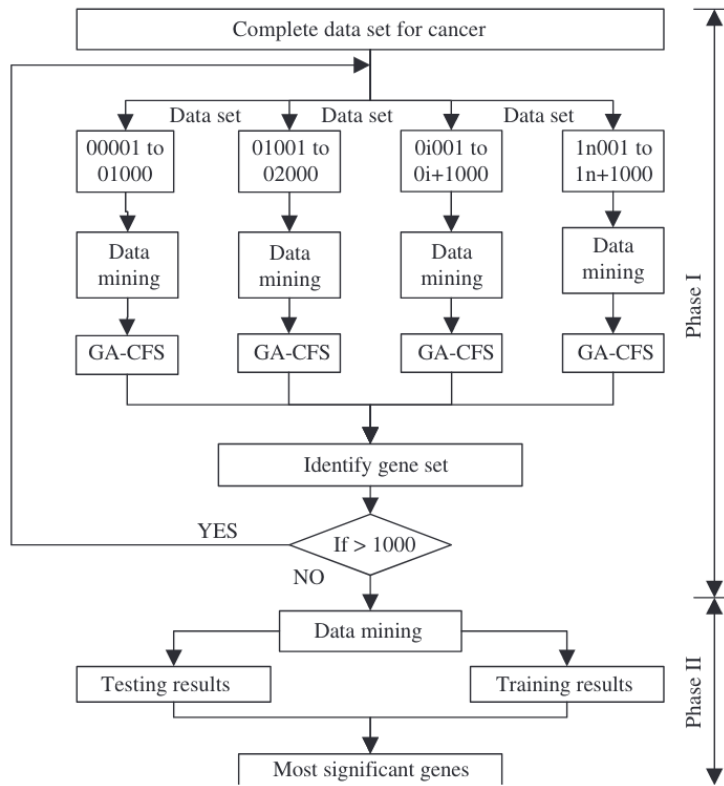 Complete data set for cancer
Data set
Data set
Data set
00001 to
01000
01001 to
02000
0i001 to
0i+1000
1n001 to
1n+1000
Data
mining
Data
mining
Data
mining
Data
mining
GA-CFS
GA-CFS
GA-CFS
GA-CFS
Identify gene set
YES
If > 1000
NO
Phase I
Data mining
Testing results
Training results
Most significant genes
Phase II